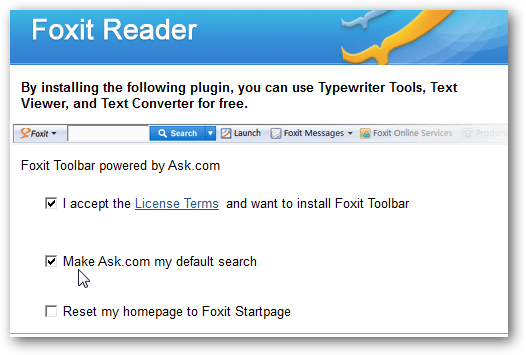 Foxit Reader
By installing the following plugin, you can use Typewriter Tools, Text
Viewer, and Text Converter for free.
Foxit Search Launch Foxit Messages Foxit Online Services Product
Foxit Toolbar powered by Ask.com
I accept the License Terms and want to install Foxit Toolbar
Make Ask.com my default search
Reset my homepage to Foxit Startpage